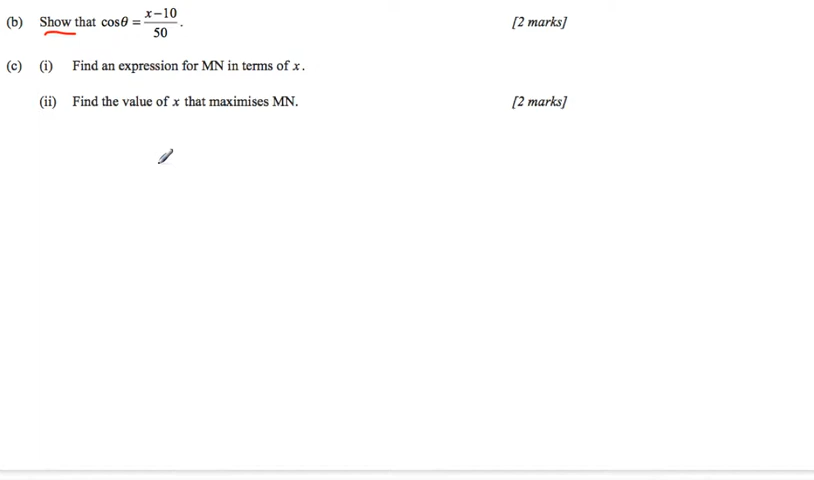 (b) Show that cosθ = (x−10)/50 . [2 marks]
(c) (i) Find an expression for MN in terms of x.
(ii) Find the value of x that maximises MN. [2 marks]